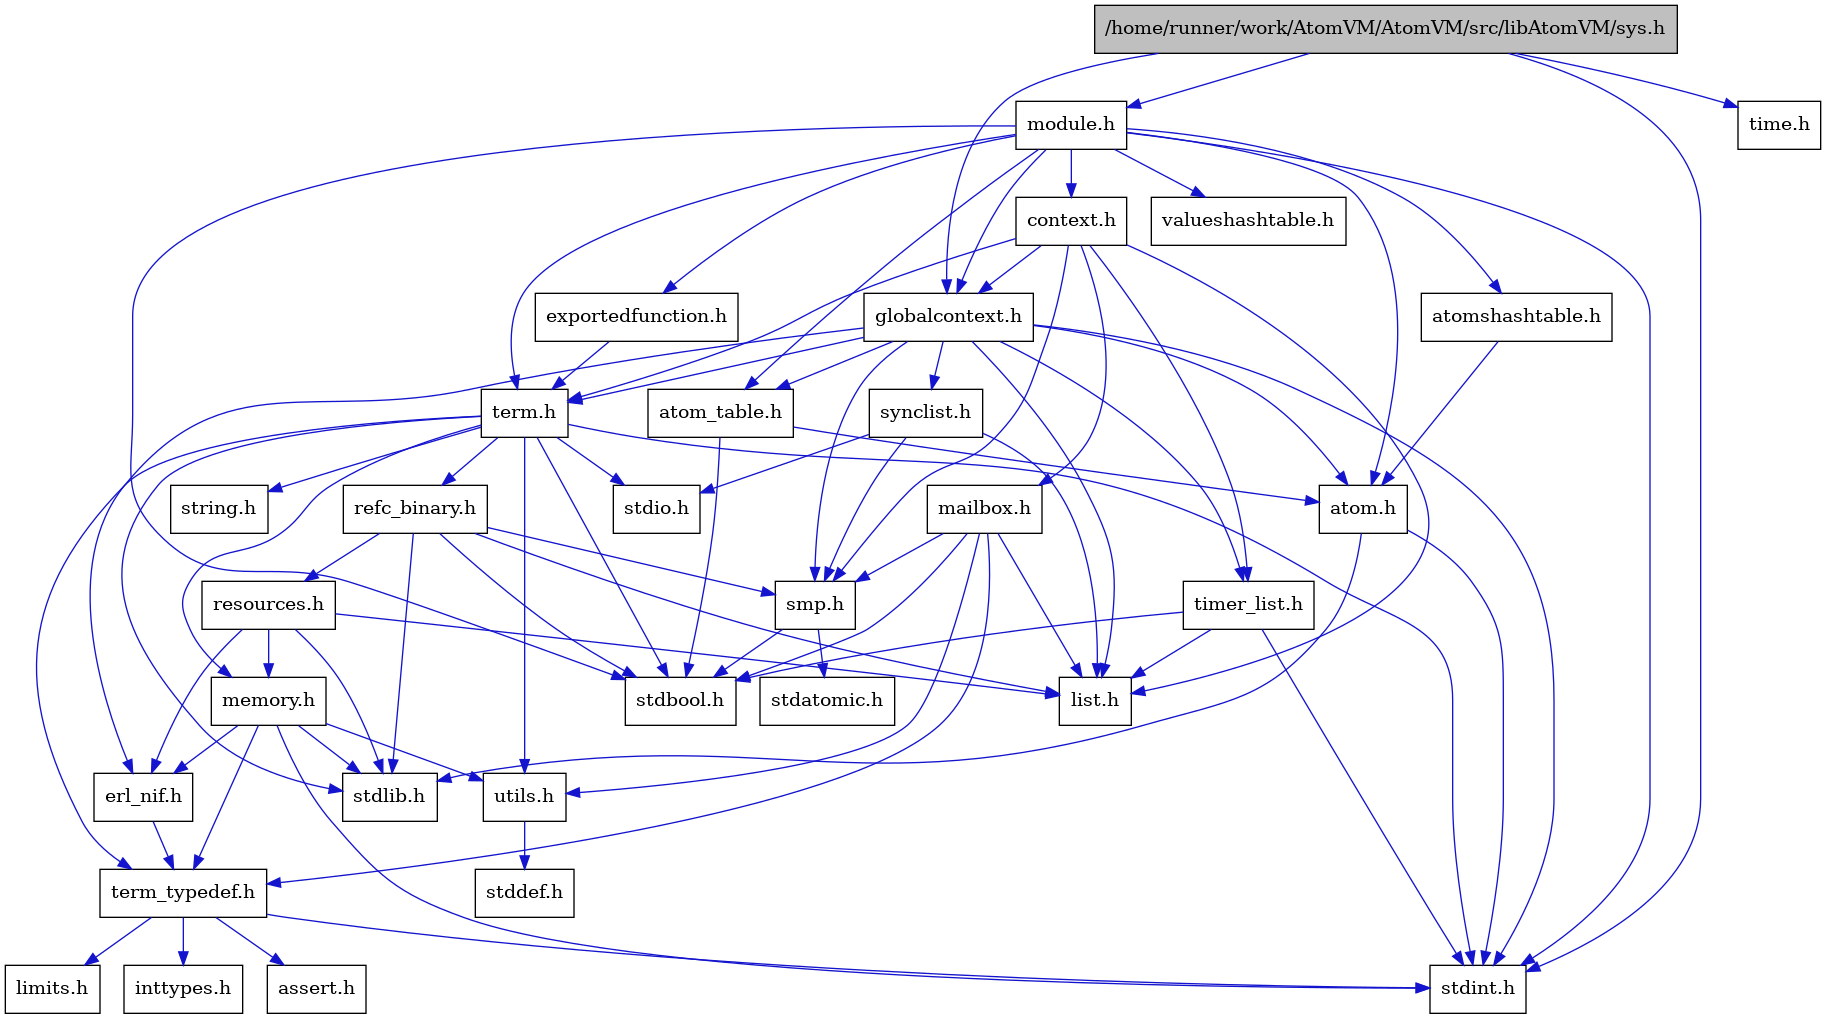 /home/runner/work/AtomVM/AtomVM/src/libAtomVM/sys.h
module.h
time.h
context.h
valueshashtable.h
exportedfunction.h
globalcontext.h
atomshashtable.h
term.h
atom_table.h
synclist.h
string.h
refc_binary.h
stdio.h
mailbox.h
atom.h
resources.h
smp.h
timer_list.h
memory.h
stdbool.h
stdatomic.h
list.h
erl_nif.h
stdlib.h
utils.h
term_typedef.h
stddef.h
limits.h
inttypes.h
assert.h
stdint.h